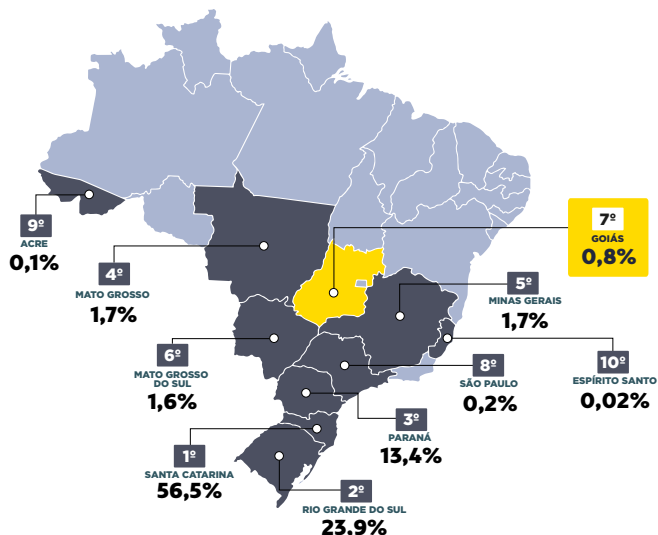 7º
GOIÁS
0,8%
9º
ACRE
0,1%
4º
MATO GROSSO
1,7%
5º
MINAS GERAIS
1,7%
6º
MATO GROSSO
DO SUL
1,6%
8º
SÃO PAULO
0,2%
10º
ESPÍRITO SANTO
0,02%
3º
PARANÁ
13,4%
1º
SANTA CATARINA
56,5%
2º
RIO GRANDE DO SUL
23,9%